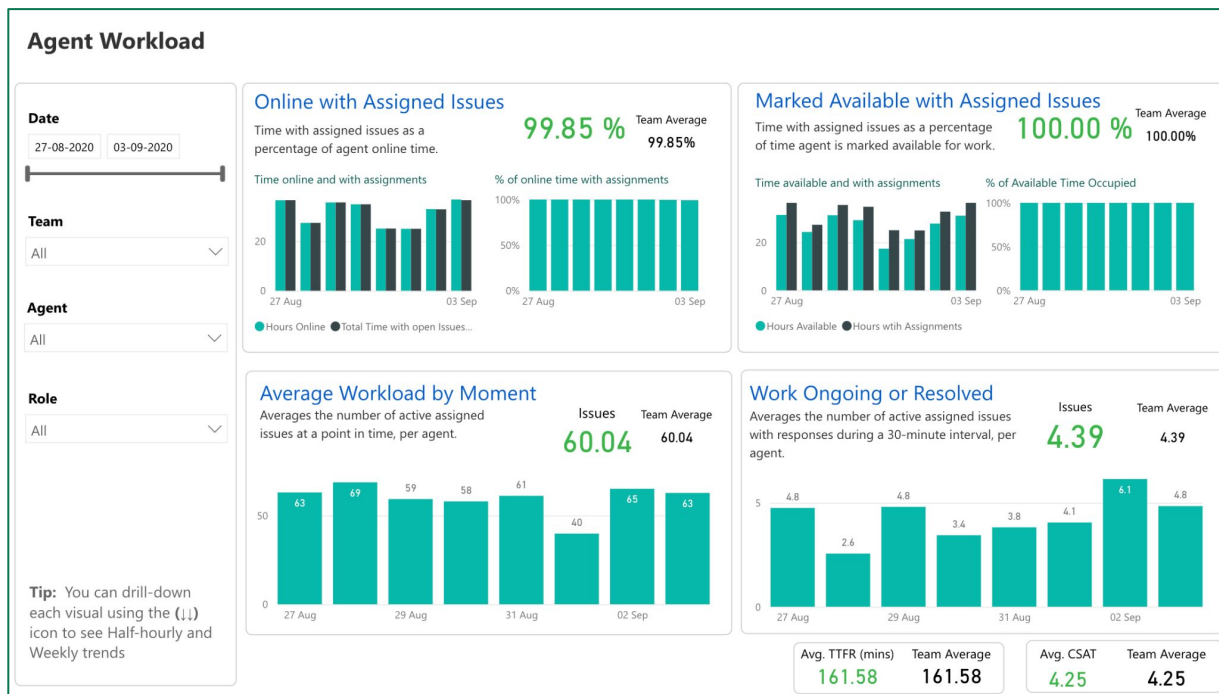 Agent Workload
Date
27-08-2020 03-09-2020
Team
All
Agent
All
Role
All
Tip: You can drill-down
each visual using the (↓↓)
icon to see Half-hourly and
Weekly trends
Online with Assigned Issues
Time with assigned issues as a
percentage of agent online time.
99.85 %
Team Average
99.85%
Time online and with assignments
20
0
27 Aug 03 Sep
Hours Online Total Time with open Issues...
% of online time with assignments
100%
50%
0%
27 Aug 03 Sep
Marked Available with Assigned Issues
Time with assigned issues as a percentage
of time agent is marked available for work.
100.00 %
Team Average
100.00%
Time available and with assignments
20
0
27 Aug 03 Sep
Hours Available Hours wtih Assignments
% of Available Time Occupied
100%
50%
0%
27 Aug 03 Sep
Average Workload by Moment
Averages the number of active assigned
issues at a point in time, per agent.
Issues
60.04
Team Average
60.04
50
0
63 69 59 58 61 40 65 63
27 Aug 29 Aug 31 Aug 02 Sep
Work Ongoing or Resolved
Averages the number of active assigned issues
with responses during a 30-minute interval, per
agent.
Issues
4.39
Team Average
4.39
5
0
4.8 2.6 4.8 3.4 3.8 4.1 6.1 4.8
27 Aug 29 Aug 31 Aug 02 Sep
Avg. TTFR (mins) Team Average
161.58 161.58
Avg. CSAT Team Average
4.25 4.25